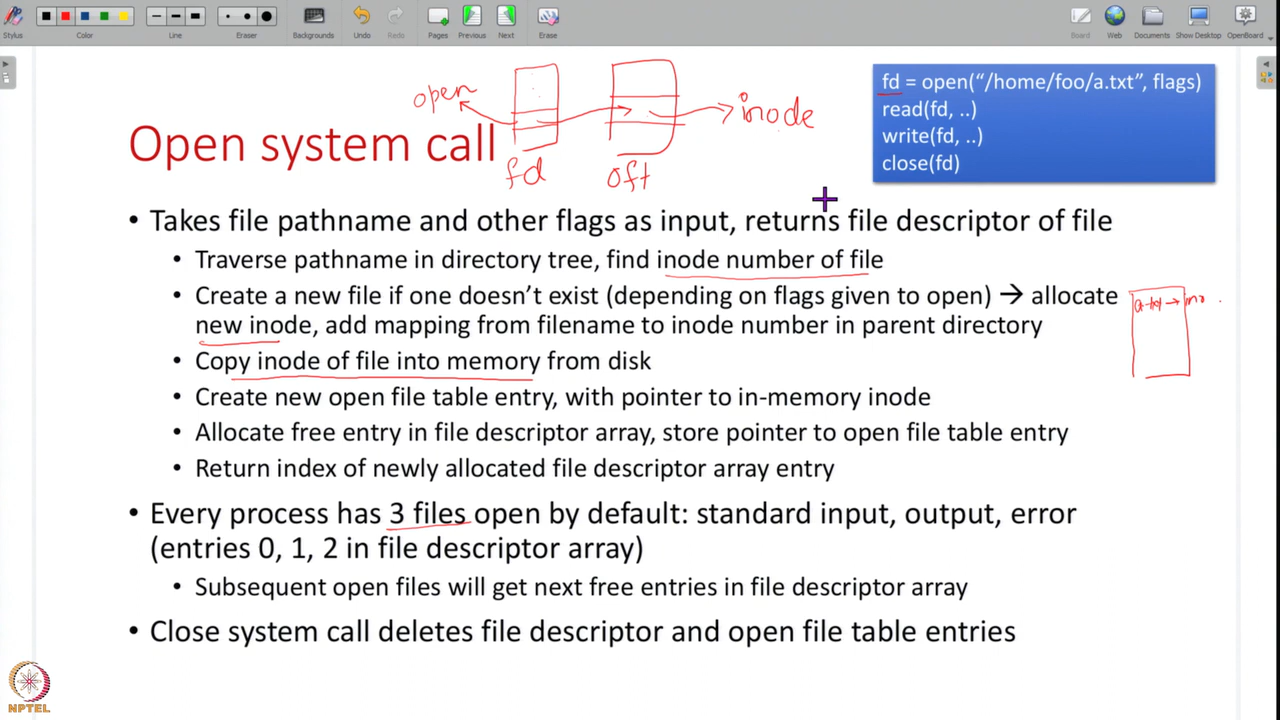 Stylus
Color
Line
Eraser
Backgrounds
Undo
Redo
Pages
Previous
Next
Erase
Board
Web
Documents
Show Desktop
OpenBoard
open
inode
fd
oft
fd = open(“/home/foo/a.txt”, flags)
read(fd, ..)
write(fd, ..)
close(fd)
Open system call
• Takes file pathname and other flags as input, returns file descriptor of file
• Traverse pathname in directory tree, find inode number of file
• Create a new file if one doesn’t exist (depending on flags given to open) → allocate
new inode, add mapping from filename to inode number in parent directory
a.txt →
• Copy inode of file into memory from disk
• Create new open file table entry, with pointer to in-memory inode
• Allocate free entry in file descriptor array, store pointer to open file table entry
• Return index of newly allocated file descriptor array entry
• Every process has 3 files open by default: standard input, output, error
(entries 0, 1, 2 in file descriptor array)
• Subsequent open files will get next free entries in file descriptor array
• Close system call deletes file descriptor and open file table entries
NPTEL